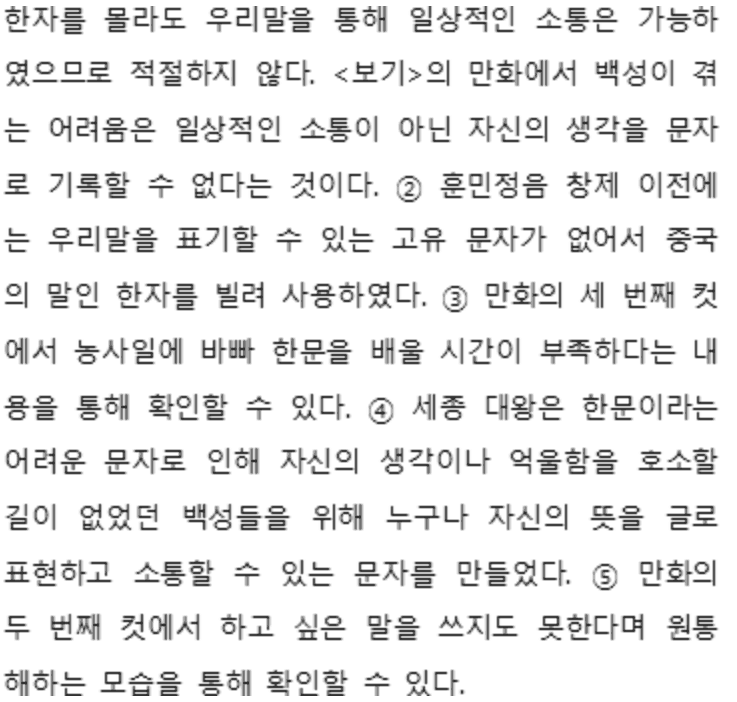 한자를 몰라도 우리말을 통해 일상적인 소통은 가능하
였으므로 적절하지 않다. <보기>의 만화에서 백성이 겪
는 어려움은 일상적인 소통이 아닌 자신의 생각을 문자
로 기록할 수 없다는 것이다. ② 훈민정음 창제 이전에
는 우리말을 표기할 수 있는 고유 문자가 없어서 중국
의 말인 한자를 빌려 사용하였다. ③ 만화의 세 번째 컷
에서 농사일에 바빠 한문을 배울 시간이 부족하다는 내
용을 통해 확인할 수 있다. ④ 세종 대왕은 한문이라는
어려운 문자로 인해 자신의 생각이나 억울함을 호소할
길이 없었던 백성들을 위해 누구나 자신의 뜻을 글로
표현하고 소통할 수 있는 문자를 만들었다. ⑤ 만화의
두 번째 컷에서 하고 싶은 말을 쓰지도 못한다며 원통
해하는 모습을 통해 확인할 수 있다.